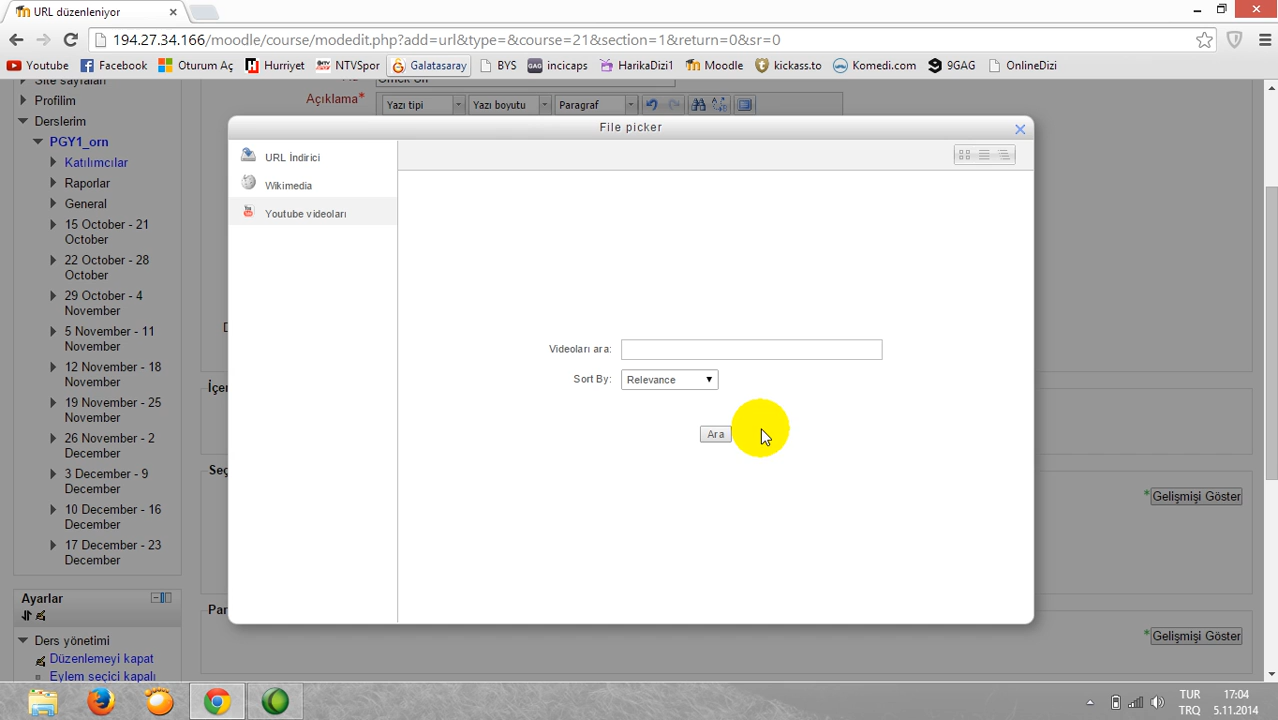 URL düzenleniyor
194.27.34.166/moodle/course/modedit.php?add=url&type=&course=21&section=1&return=0&sr=0
Youtube Facebook Oturum Aç Hurriyet NTVSpor Galatasaray BYS incicaps HarikaDizi1 Moodle kickass.to Komedi.com 9GAG OnlineDizi
Site sayfaları
Profilim
Derslerim
PGY1_orn
Katılımcılar
Raporlar
General
15 October - 21
October
22 October - 28
October
29 October - 4
November
5 November - 11
November
12 November - 18
November
19 November - 25
November
26 November - 2
December
3 December - 9
December
10 December - 16
December
17 December - 23
December
Ayarlar
Ders yönetimi
Düzenlemeyi kapat
Eylem seçici kapalı
Açıklama*
Yazı tipi Yazı boyutu Paragraf
File picker
URL İndirici
Wikimedia
Youtube videoları
Videoları ara:
Sort By: Relevance
Ara
*Gelişmişi Göster
*Gelişmişi Göster
TUR 17:04
TRQ 5.11.2014